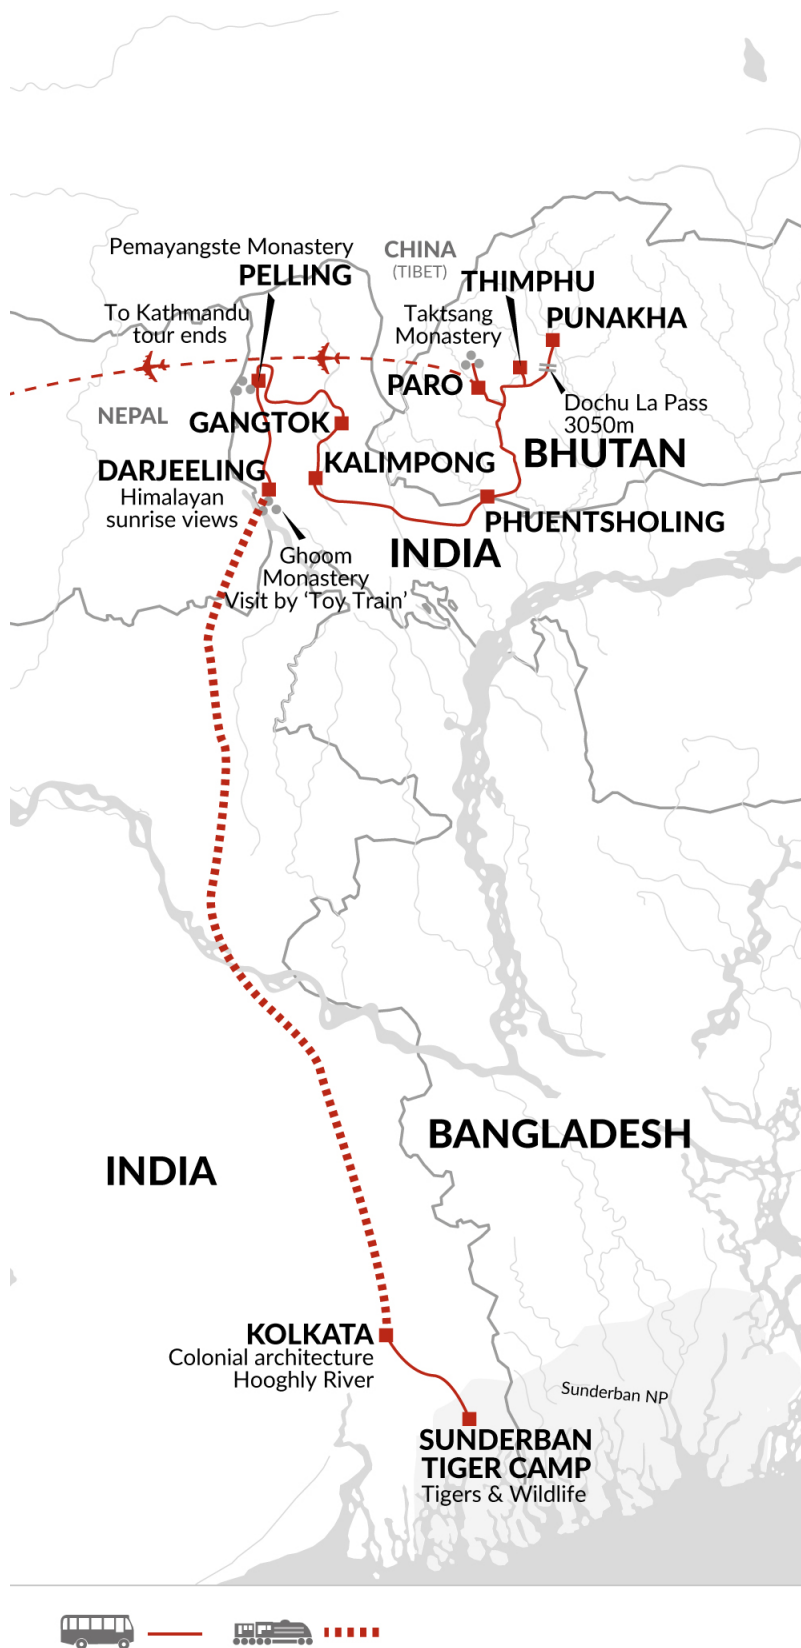 Pemayangste Monastery
PELLING
CHINA
(TIBET)
THIMPHU
To Kathmandu
tour ends
Taktsang
Monastery
PUNAKHA
PARO
NEPAL
GANGTOK
Dochu La Pass
3050m
BHUTAN
DARJEELING
Himalayan
sunrise views
KALIMPONG
PHUENTSHOLING
INDIA
Ghoom
Monastery
Visit by ‘Toy Train’
BANGLADESH
INDIA
KOLKATA
Colonial architecture
Hooghly River
Sunderban NP
SUNDERBAN
TIGER CAMP
Tigers & Wildlife